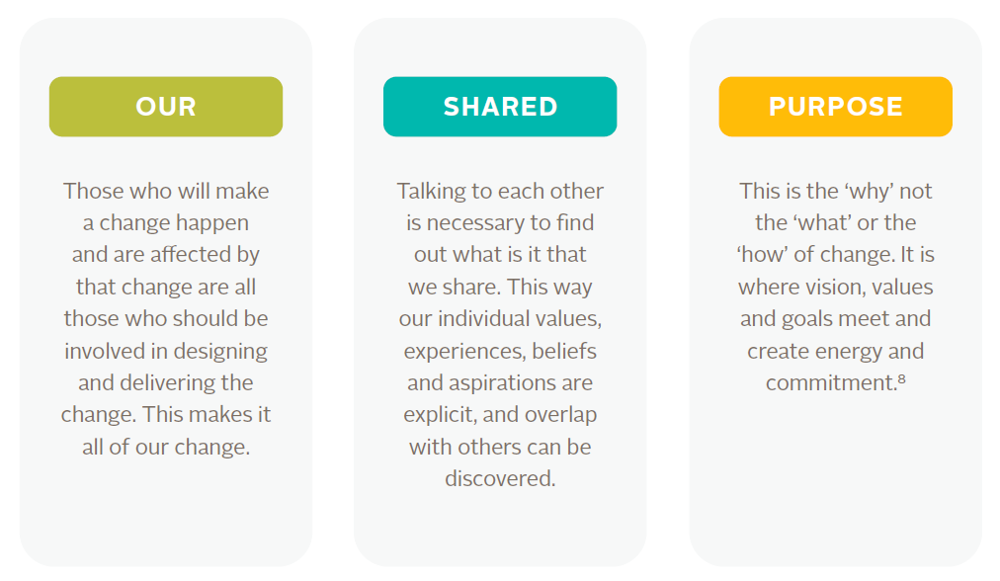 OUR
Those who will make
a change happen
and are affected by
that change are all
those who should be
involved in designing
and delivering the
change. This makes it
all of our change.
SHARED
Talking to each other
is necessary to find
out what is it that
we share. This way
our individual values,
experiences, beliefs
and aspirations are
explicit, and overlap
with others can be
discovered.
PURPOSE
This is the ‘why’ not
the ‘what’ or the
‘how’ of change. It is
where vision, values
and goals meet and
create energy and
commitment.⁸